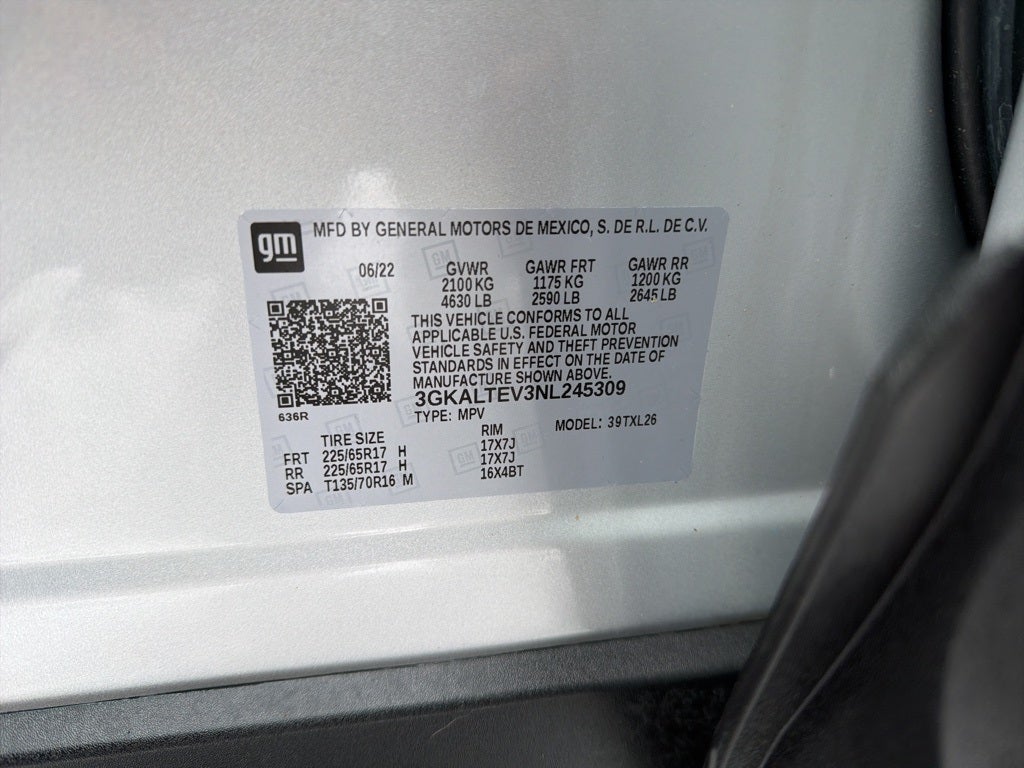 gm MFD BY GENERAL MOTORS DE MEXICO, S. DE R.L. DE C.V.
06/22 GVWR GAWR FRT GAWR RR
2100 KG 1175 KG 1200 KG
4630 LB 2590 LB 2645 LB
THIS VEHICLE CONFORMS TO ALL
APPLICABLE U.S. FEDERAL MOTOR
VEHICLE SAFETY AND THEFT PREVENTION
STANDARDS IN EFFECT ON THE DATE OF
MANUFACTURE SHOWN ABOVE.
3GKALTEV3NL245309
636R
TYPE: MPV MODEL: 39TXL26
TIRE SIZE RIM
FRT 225/65R17 H 17X7J
RR 225/65R17 H 17X7J
SPA T135/70R16 M 16X4BT